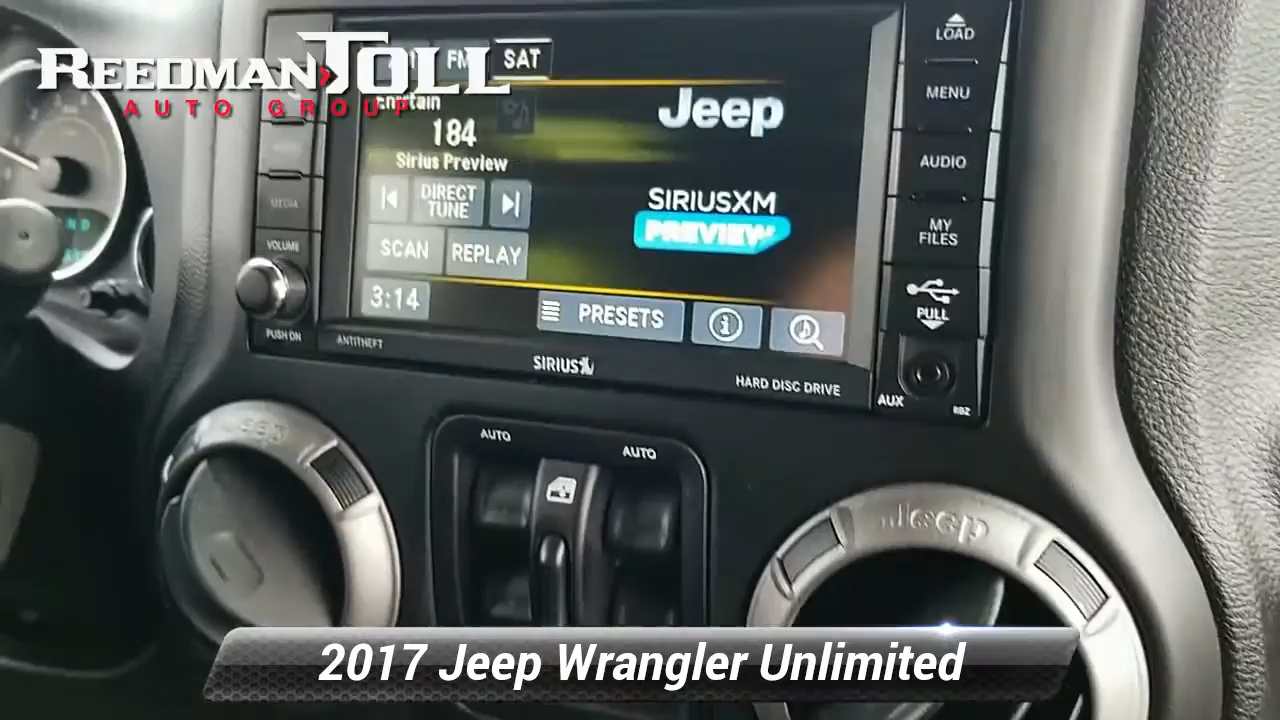 REEDMAN TOLL
AUTO GROUP
FM
SAT
184
Sirius Preview
DIRECT
TUNE
SCAN
REPLAY
3:14
PRESETS
Jeep
SIRIUSXM
PREVIEW
LOAD
MENU
AUDIO
MY
FILES
PULL
MEDIA
VOLUME
PUSH ON
ANTITHEFT
SIRIUS
HARD DISC DRIVE
AUX
RBZ
AUTO
AUTO
Jeep
Jeep
2017 Jeep Wrangler Unlimited